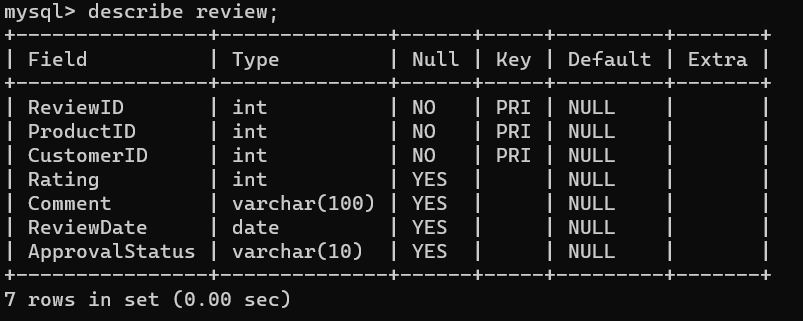 mysql> describe review;
+----------------+--------------+------+-----+---------+-------+
| Field          | Type         | Null | Key | Default | Extra |
+----------------+--------------+------+-----+---------+-------+
| ReviewID       | int          | NO   | PRI | NULL    |       |
| ProductID      | int          | NO   | PRI | NULL    |       |
| CustomerID     | int          | NO   | PRI | NULL    |       |
| Rating         | int          | YES  |     | NULL    |       |
| Comment        | varchar(100) | YES  |     | NULL    |       |
| ReviewDate     | date         | YES  |     | NULL    |       |
| ApprovalStatus | varchar(10)  | YES  |     | NULL    |       |
+----------------+--------------+------+-----+---------+-------+
7 rows in set (0.00 sec)